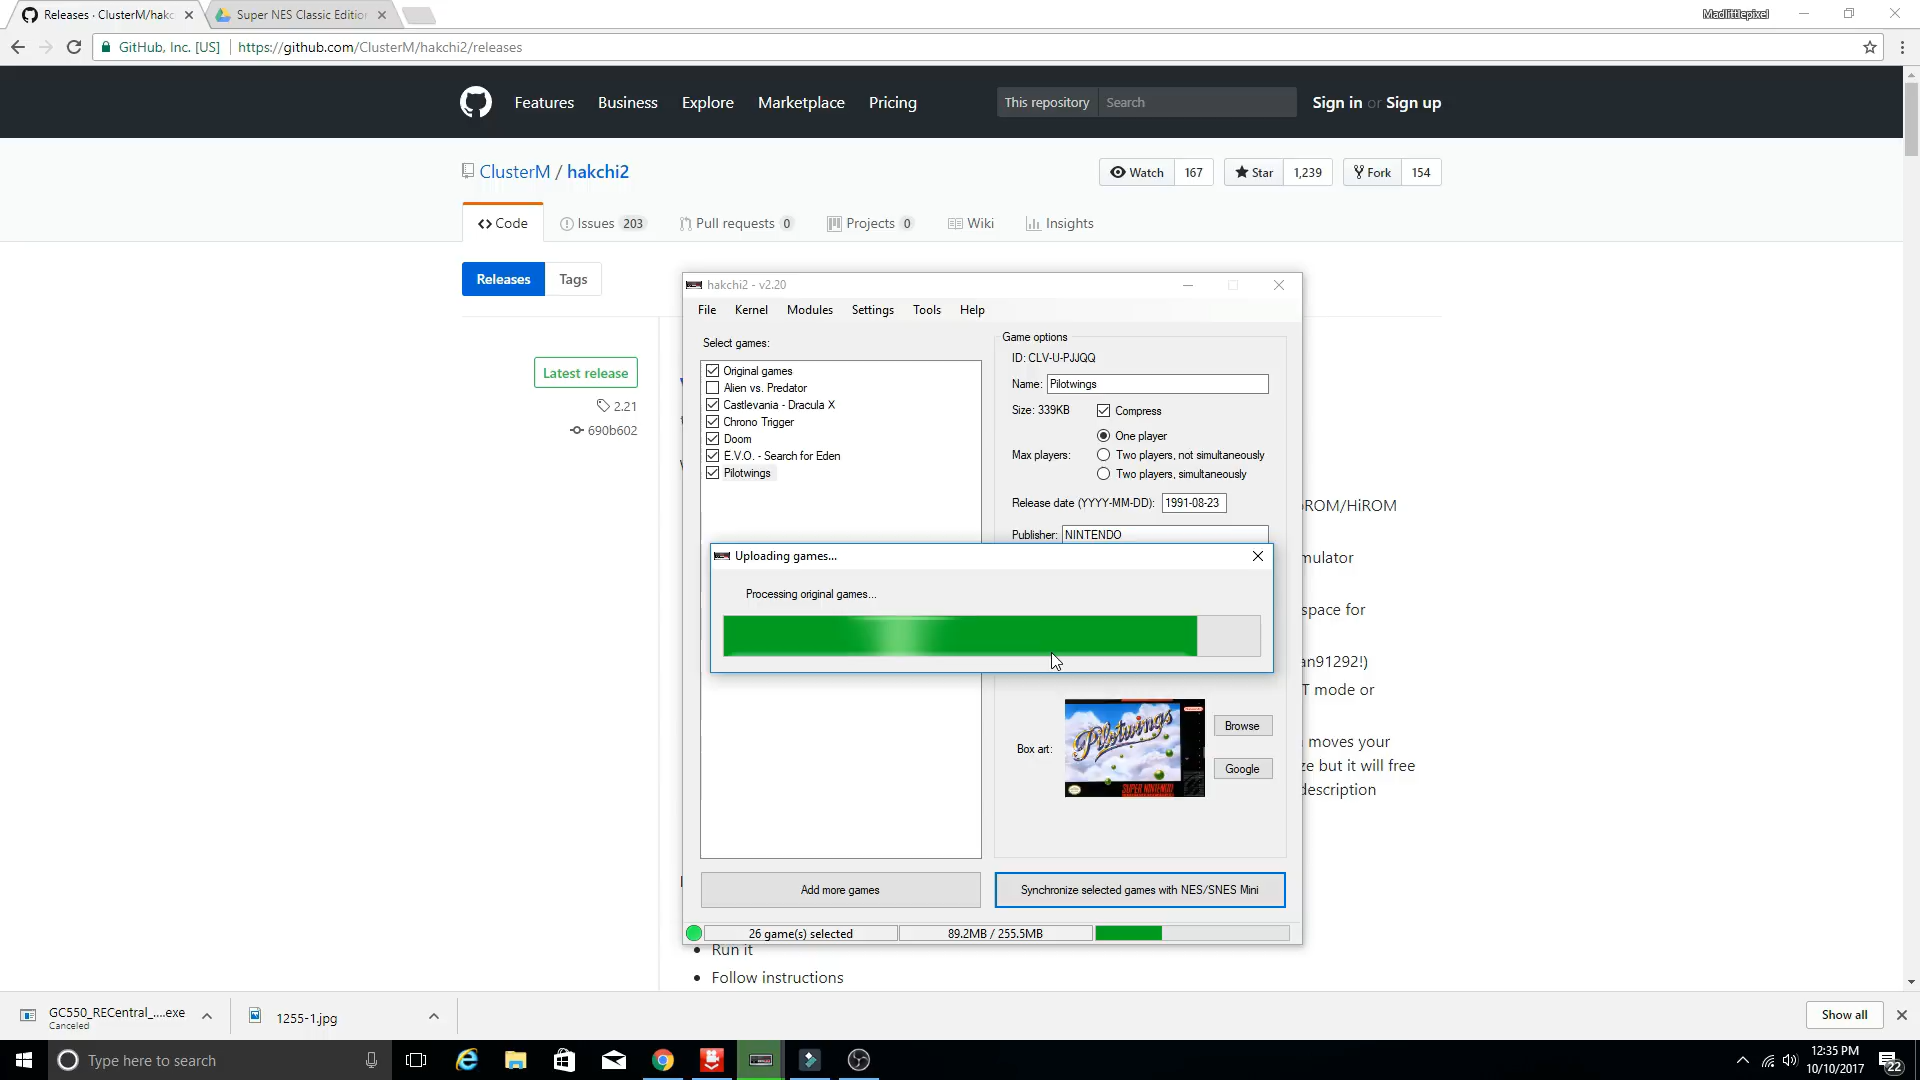 Releases · ClusterM/hakc
Super NES Classic Edition
Madlittlepixel
GitHub, Inc. [US]
https://github.com/ClusterM/hakchi2/releases
Features
Business
Explore
Marketplace
Pricing
This repository
Search
Sign in or Sign up
ClusterM / hakchi2
Watch 167
Star 1,239
Fork 154
Code
Issues 203
Pull requests 0
Projects 0
Wiki
Insights
Releases
Tags
Latest release
2.21
690b602
hakchi2 - v2.20
File
Kernel
Modules
Settings
Tools
Help
Select games:
Original games
Alien vs. Predator
Castlevania - Dracula X
Chrono Trigger
Doom
E.V.O. - Search for Eden
Pilotwings
Game options
ID: CLV-U-PJJQQ
Name: Pilotwings
Size: 339KB
Compress
Max players:
One player
Two players, not simultaneously
Two players, simultaneously
Release date (YYYY-MM-DD): 1991-08-23
Publisher: NINTENDO
Uploading games...
Processing original games...
Box art:
Pilotwings
SUPER NINTENDO
Browse
Google
Add more games
Synchronize selected games with NES/SNES Mini
26 game(s) selected
89.2MB / 255.5MB
oROM/HiROM
mulator
space for
an91292!)
T mode or
moves your
ze but it will free
description
Run it
Follow instructions
GC550_RECentral_....exe
Canceled
1255-1.jpg
Show all
Type here to search
12:35 PM
10/10/2017
22